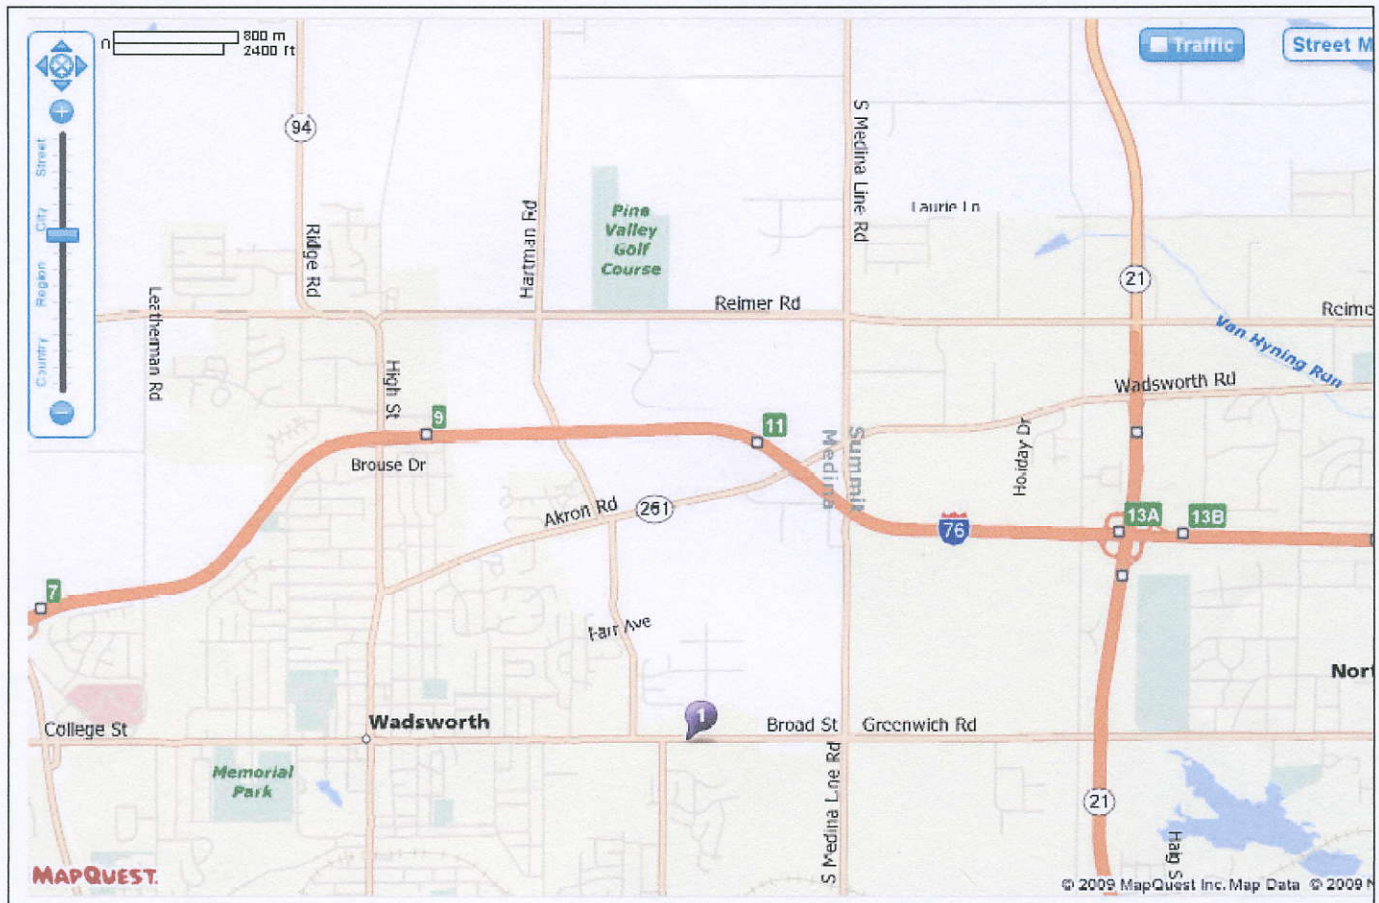 800 m
2400 ft
Traffic
Street M
Street
City
Region
Country
94
S Medina Line Rd
Laurie Ln
Pine
Valley
Golf
Course
Hartman Rd
Ridge Rd
21
Leatherman Rd
Reimer Rd
Reime
Van Hyning Run
High St
Wadsworth Rd
9
11
Summit
Medina
Holiday Dr
Brouse Dr
Akron Rd
261
76
13A
13B
7
Farr Ave
Nort
1
College St
Wadsworth
Broad St
Greenwich Rd
Memorial
Park
S Medina Line Rd
21
Haig S
MAPQUEST.
© 2009 MapQuest Inc. Map Data © 2009 N